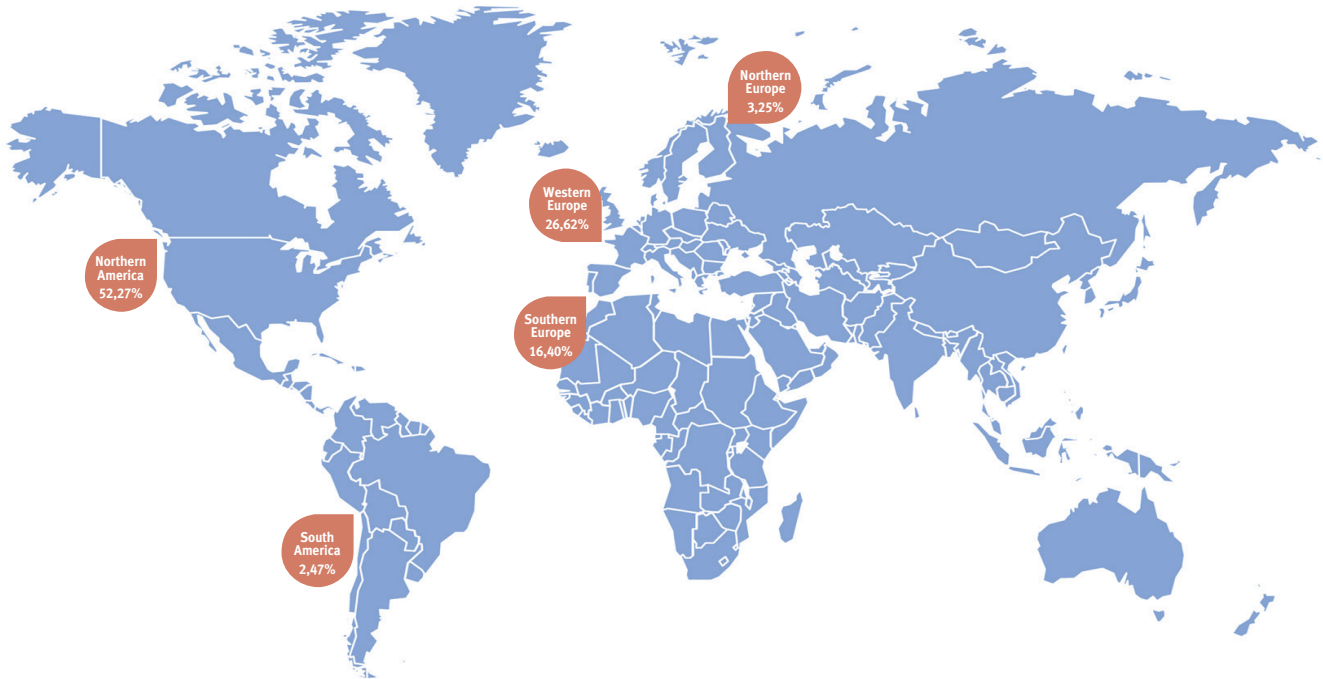 Northern
Europe
3,25%
Western
Europe
26,62%
Northern
America
52,27%
Southern
Europe
16,40%
South
America
2,47%